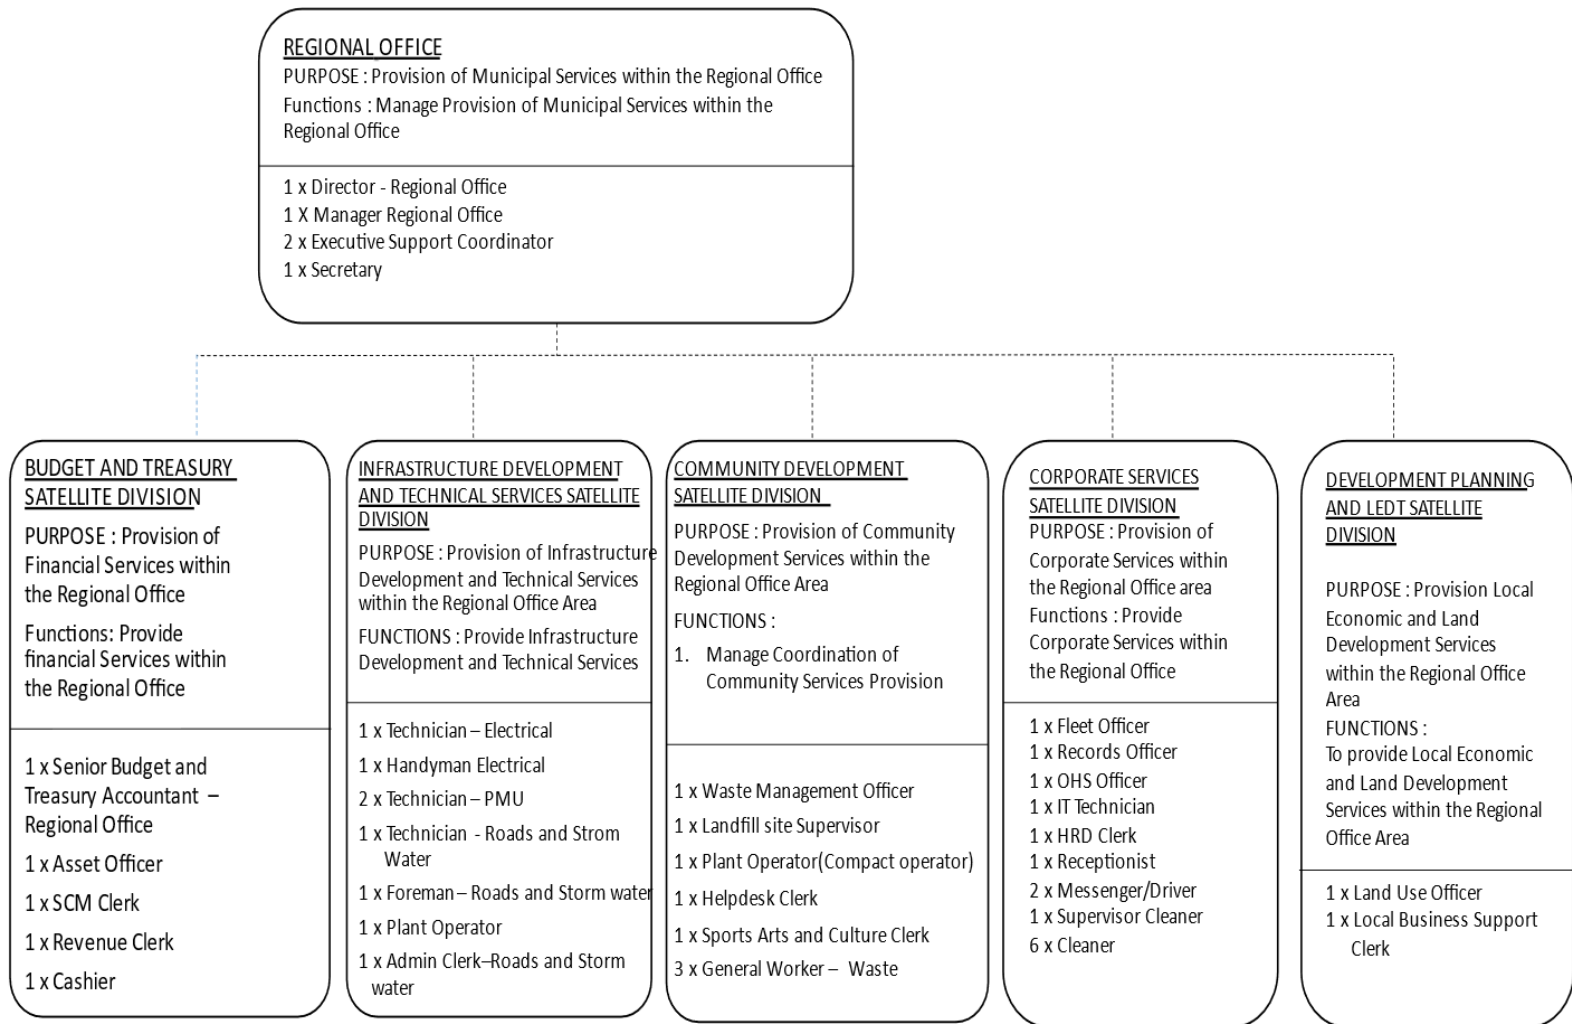 REGIONAL OFFICE
PURPOSE : Provision of Municipal Services within the Regional Office
Functions : Manage Provision of Municipal Services within the
Regional Office
1 x Director - Regional Office
1 X Manager Regional Office
2 x Executive Support Coordinator
1 x Secretary
BUDGET AND TREASURY
SATELLITE DIVISION
PURPOSE : Provision of
Financial Services within
the Regional Office
Functions: Provide
financial Services within
the Regional Office
1 x Senior Budget and
Treasury Accountant –
Regional Office
1 x Asset Officer
1 x SCM Clerk
1 x Revenue Clerk
1 x Cashier
INFRASTRUCTURE DEVELOPMENT
AND TECHNICAL SERVICES SATELLITE
DIVISION
PURPOSE : Provision of Infrastructure
Development and Technical Services
within the Regional Office Area
FUNCTIONS : Provide Infrastructure
Development and Technical Services
1 x Technician – Electrical
1 x Handyman Electrical
2 x Technician – PMU
1 x Technician - Roads and Strom
Water
1 x Foreman – Roads and Storm water
1 x Plant Operator
1 x Admin Clerk–Roads and Storm
water
COMMUNITY DEVELOPMENT
SATELLITE DIVISION
PURPOSE : Provision of Community
Development Services within the
Regional Office Area
FUNCTIONS :
1. Manage Coordination of
Community Services Provision
1 x Waste Management Officer
1 x Landfill site Supervisor
1 x Plant Operator(Compact operator)
1 x Helpdesk Clerk
1 x Sports Arts and Culture Clerk
3 x General Worker – Waste
CORPORATE SERVICES
SATELLITE DIVISION
PURPOSE : Provision of
Corporate Services within
the Regional Office area
Functions : Provide
Corporate Services within
the Regional Office
1 x Fleet Officer
1 x Records Officer
1 x OHS Officer
1 x IT Technician
1 x HRD Clerk
1 x Receptionist
2 x Messenger/Driver
1 x Supervisor Cleaner
6 x Cleaner
DEVELOPMENT PLANNING
AND LEDT SATELLITE
DIVISION
PURPOSE : Provision Local
Economic and Land
Development Services
within the Regional Office
Area
FUNCTIONS :
To provide Local Economic
and Land Development
Services within the Regional
Office Area
1 x Land Use Officer
1 x Local Business Support
Clerk